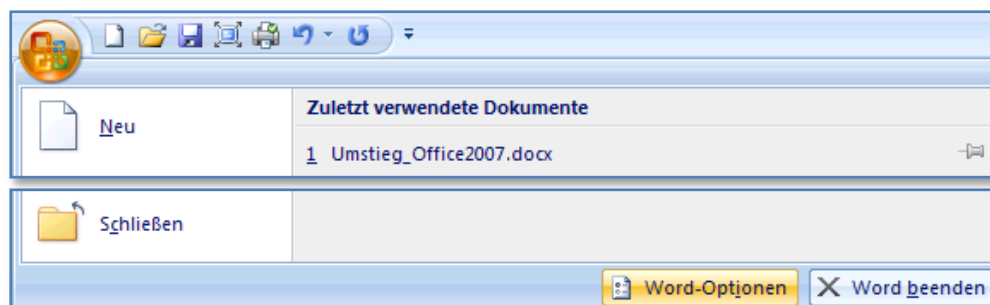 Neu
Zuletzt verwendete Dokumente
1 Umstieg_Office2007.docx
Schließen
Word-Optionen
Word beenden